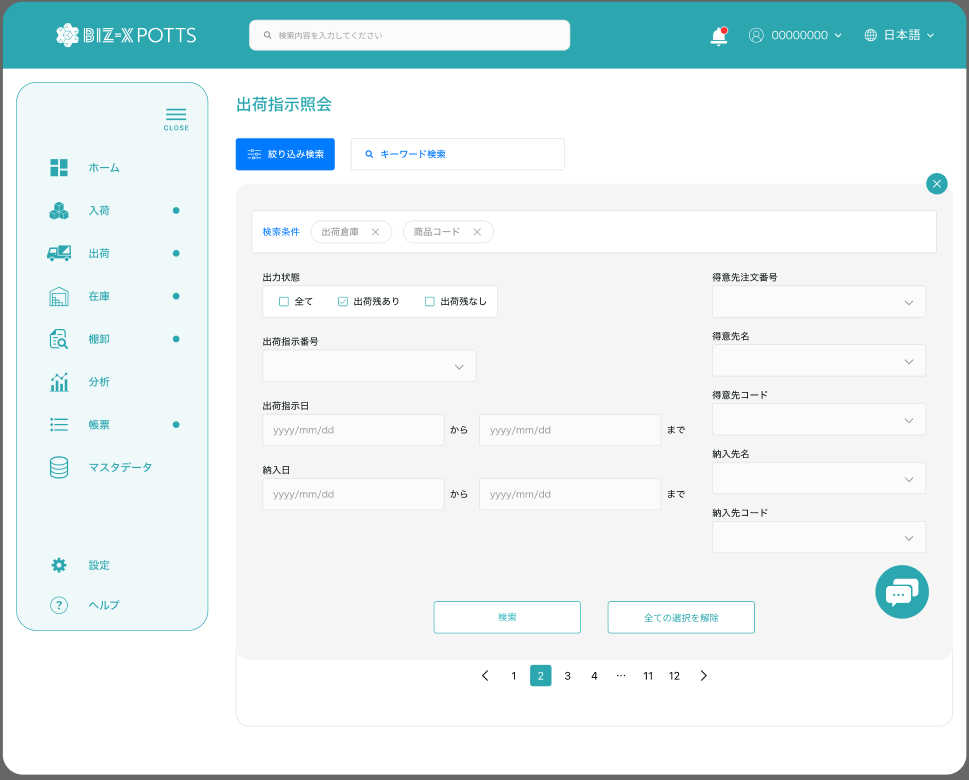 BIZ-X POTTS
検索内容を入力してください
00000000
日本語
CLOSE
ホーム
入荷
出荷
在庫
棚卸
分析
帳票
マスタデータ
設定
ヘルプ
出荷指示照会
絞り込み検索
キーワード検索
検索条件
出荷倉庫
商品コード
出力状態
全て
出荷残あり
出荷残なし
出荷指示番号
出荷指示日
yyyy/mm/dd から yyyy/mm/dd まで
納入日
yyyy/mm/dd から yyyy/mm/dd まで
得意先注文番号
得意先名
得意先コード
納入先名
納入先コード
検索
全ての選択を解除
1 2 3 4 … 11 12